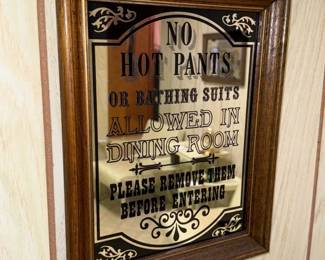 NO
HOT PANTS
OR BATHING SUITS
ALLOWED IN
DINING ROOM
PLEASE REMOVE THEM
BEFORE ENTERING